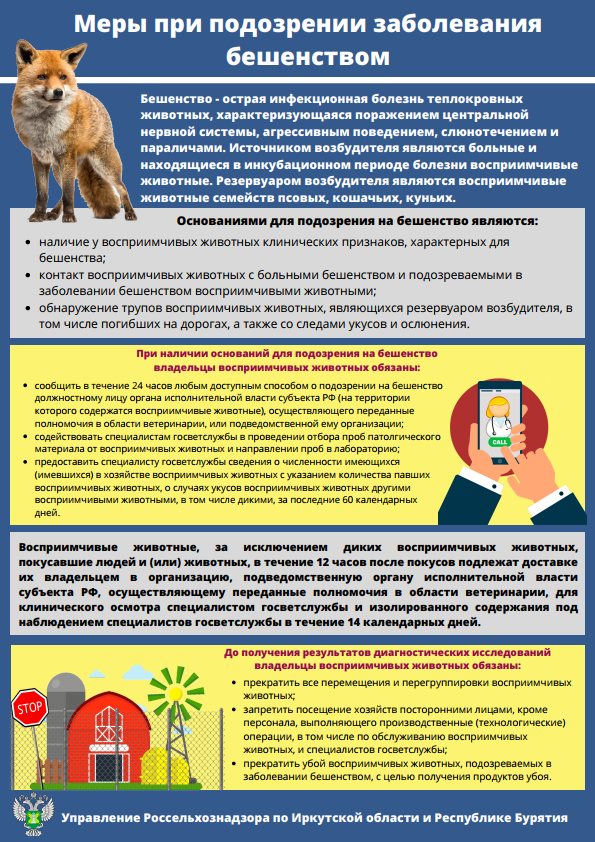 Меры при подозрении заболевания
бешенством
Бешенство - острая инфекционная болезнь теплокровных
животных, характеризующаяся поражением центральной
нервной системы, агрессивным поведением, слюнотечением и
параличами. Источником возбудителя являются больные и
находящиеся в инкубационном периоде болезни восприимчивые
животные. Резервуаром возбудителя являются восприимчивые
животные семейств псовых, кошачьих, куньих.
Основаниями для подозрения на бешенство являются:
• наличие у восприимчивых животных клинических признаков, характерных для
бешенства;
• контакт восприимчивых животных с больными бешенством и подозреваемыми в
заболевании бешенством восприимчивыми животными;
• обнаружение трупов восприимчивых животных, являющихся резервуаром возбудителя, в
том числе погибших на дорогах, а также со следами укусов и ослюнения.
При наличии оснований для подозрения на бешенство
владельцы восприимчивых животных обязаны:
• сообщить в течение 24 часов любым доступным способом о подозрении на бешенство
должностному лицу органа исполнительной власти субъекта РФ (на территории
которого содержатся восприимчивые животные), осуществляющего переданные
полномочия в области ветеринарии, или подведомственной ему организации;
• содействовать специалистам госветслужбы в проведении отбора проб патологического
материала от восприимчивых животных и направлении проб в лабораторию;
• предоставить специалисту госветслужбы сведения о численности имеющихся
(имевшихся) в хозяйстве восприимчивых животных с указанием количества павших
восприимчивых животных, о случаях укусов восприимчивых животных другими
восприимчивыми животными, в том числе дикими, за последние 60 календарных
дней.
CALL
Восприимчивые животные, за исключением диких восприимчивых животных,
покусавшие людей и (или) животных, в течение 12 часов после покусов подлежат доставке
их владельцем в организацию, подведомственную органу исполнительной власти
субъекта РФ, осуществляющему переданные полномочия в области ветеринарии, для
клинического осмотра специалистом госветслужбы и изолированного содержания под
наблюдением специалистов госветслужбы в течение 14 календарных дней.
До получения результатов диагностических исследований
владельцы восприимчивых животных обязаны:
• прекратить все перемещения и перегруппировки восприимчивых
животных;
• запретить посещение хозяйств посторонними лицами, кроме
персонала, выполняющего производственные (технологические)
операции, в том числе по обслуживанию восприимчивых
животных, и специалистов госветслужбы;
• прекратить убой восприимчивых животных, подозреваемых в
заболевании бешенством, с целью получения продуктов убоя.
STOP
Управление Россельхознадзора по Иркутской области и Республике Бурятия